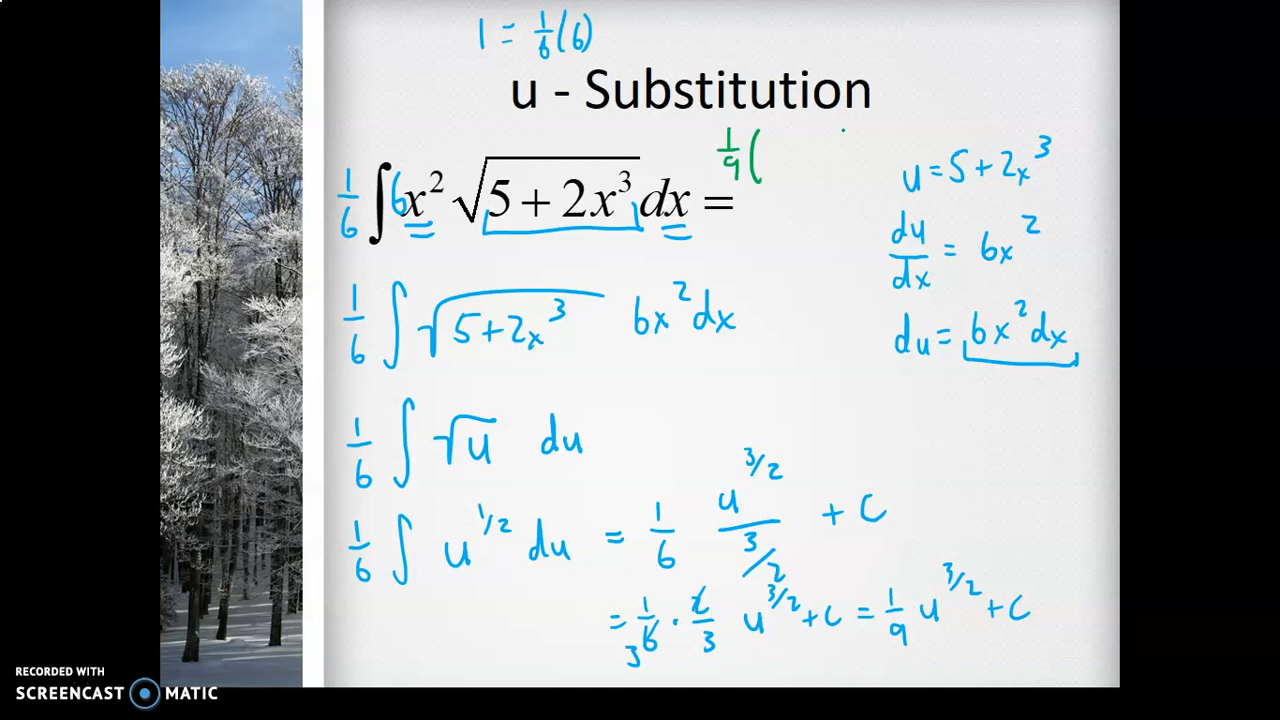 1 = 1/6 (6)
u - Substitution
1/6 ∫ 6x² √(5 + 2x³) dx = 1/9 (
u = 5 + 2x³
du/dx = 6x²
du = 6x² dx
1/6 ∫ √(5 + 2x³) 6x² dx
1/6 ∫ √u du
1/6 ∫ u^(1/2) du = 1/6 u^(3/2)/(3/2) + C
= 1/6 3 · 2/3 u^(3/2) + C = 1/9 u^(3/2) + C
RECORDED WITH
SCREENCAST MATIC